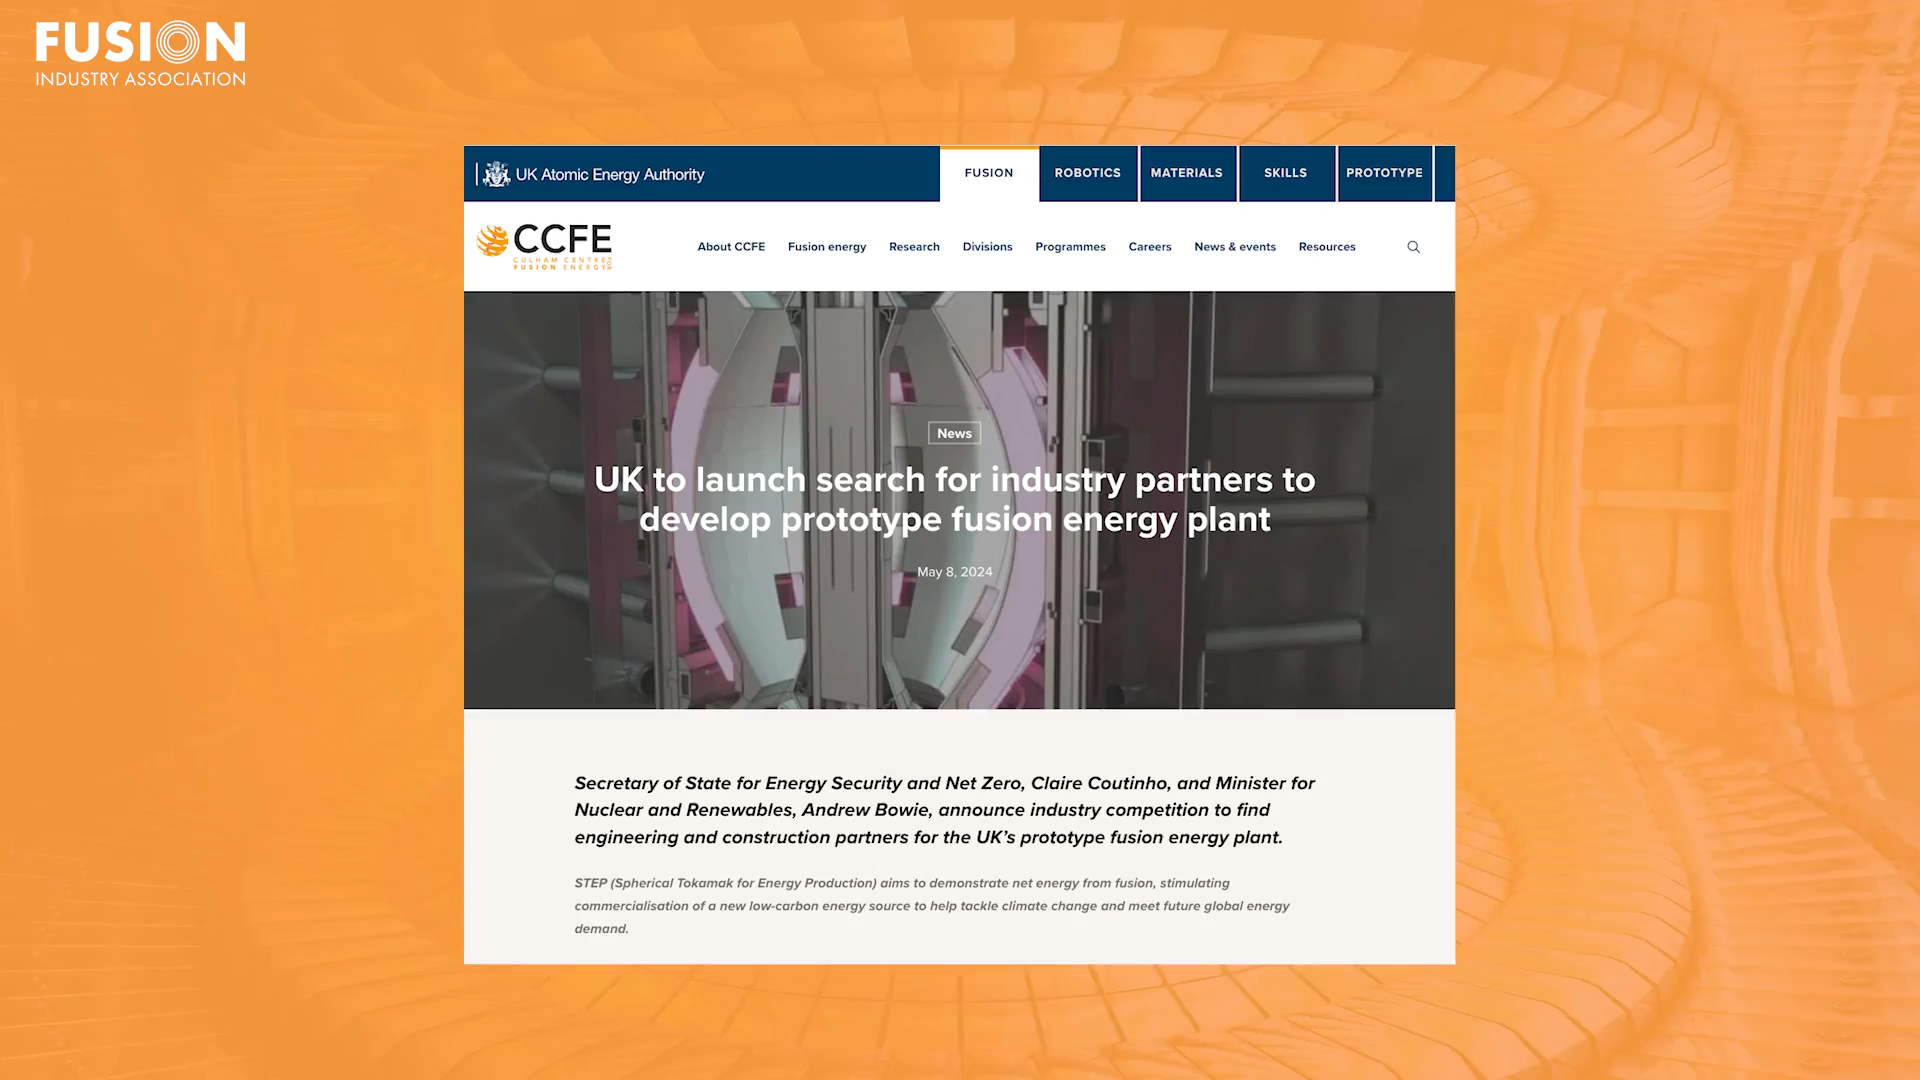 FUSION
INDUSTRY ASSOCIATION
UK Atomic Energy Authority
FUSION
ROBOTICS
MATERIALS
SKILLS
PROTOTYPE
CCFE
CULHAM CENTRE FOR
FUSION ENERGY
About CCFE
Fusion energy
Research
Divisions
Programmes
Careers
News & events
Resources
News
UK to launch search for industry partners to
develop prototype fusion energy plant
May 8, 2024
Secretary of State for Energy Security and Net Zero, Claire Coutinho, and Minister for
Nuclear and Renewables, Andrew Bowie, announce industry competition to find
engineering and construction partners for the UK's prototype fusion energy plant.
STEP (Spherical Tokamak for Energy Production) aims to demonstrate net energy from fusion, stimulating
commercialisation of a new low-carbon energy source to help tackle climate change and meet future global energy
demand.